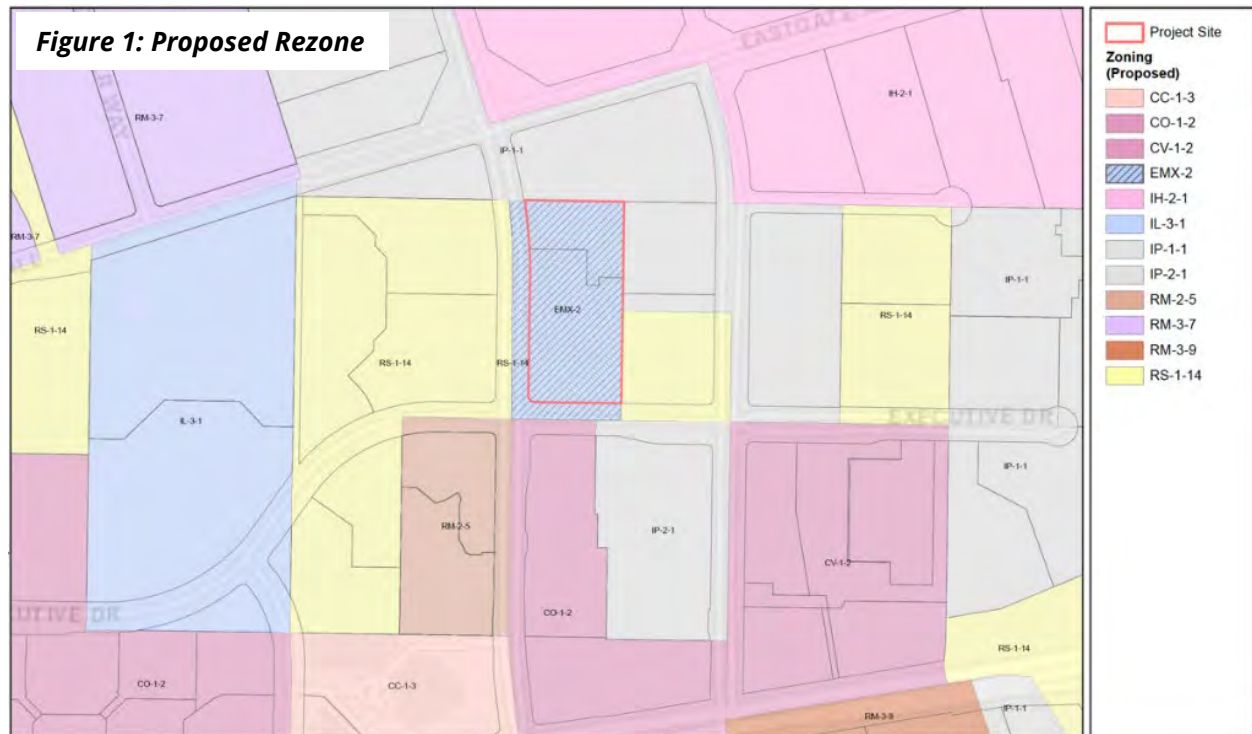 Figure 1: Proposed Rezone
EASTGATE
R WAY
RM-3-7
IH-2-1
IP-1-1
RM-3-7
RS-1-14
RS-1-14
RS-1-14
EMX-2
RS-1-14
IP-1-1
IL-3-1
EXECUTIVE DR
IP-1-1
RM-2-5
IP-2-1
CV-1-2
CO-1-2
UTIVE DR
RS-1-14
CO-1-2
CC-1-3
RM-3-9
IP-1-1
Project Site
Zoning
(Proposed)
CC-1-3
CO-1-2
CV-1-2
EMX-2
IH-2-1
IL-3-1
IP-1-1
IP-2-1
RM-2-5
RM-3-7
RM-3-9
RS-1-14